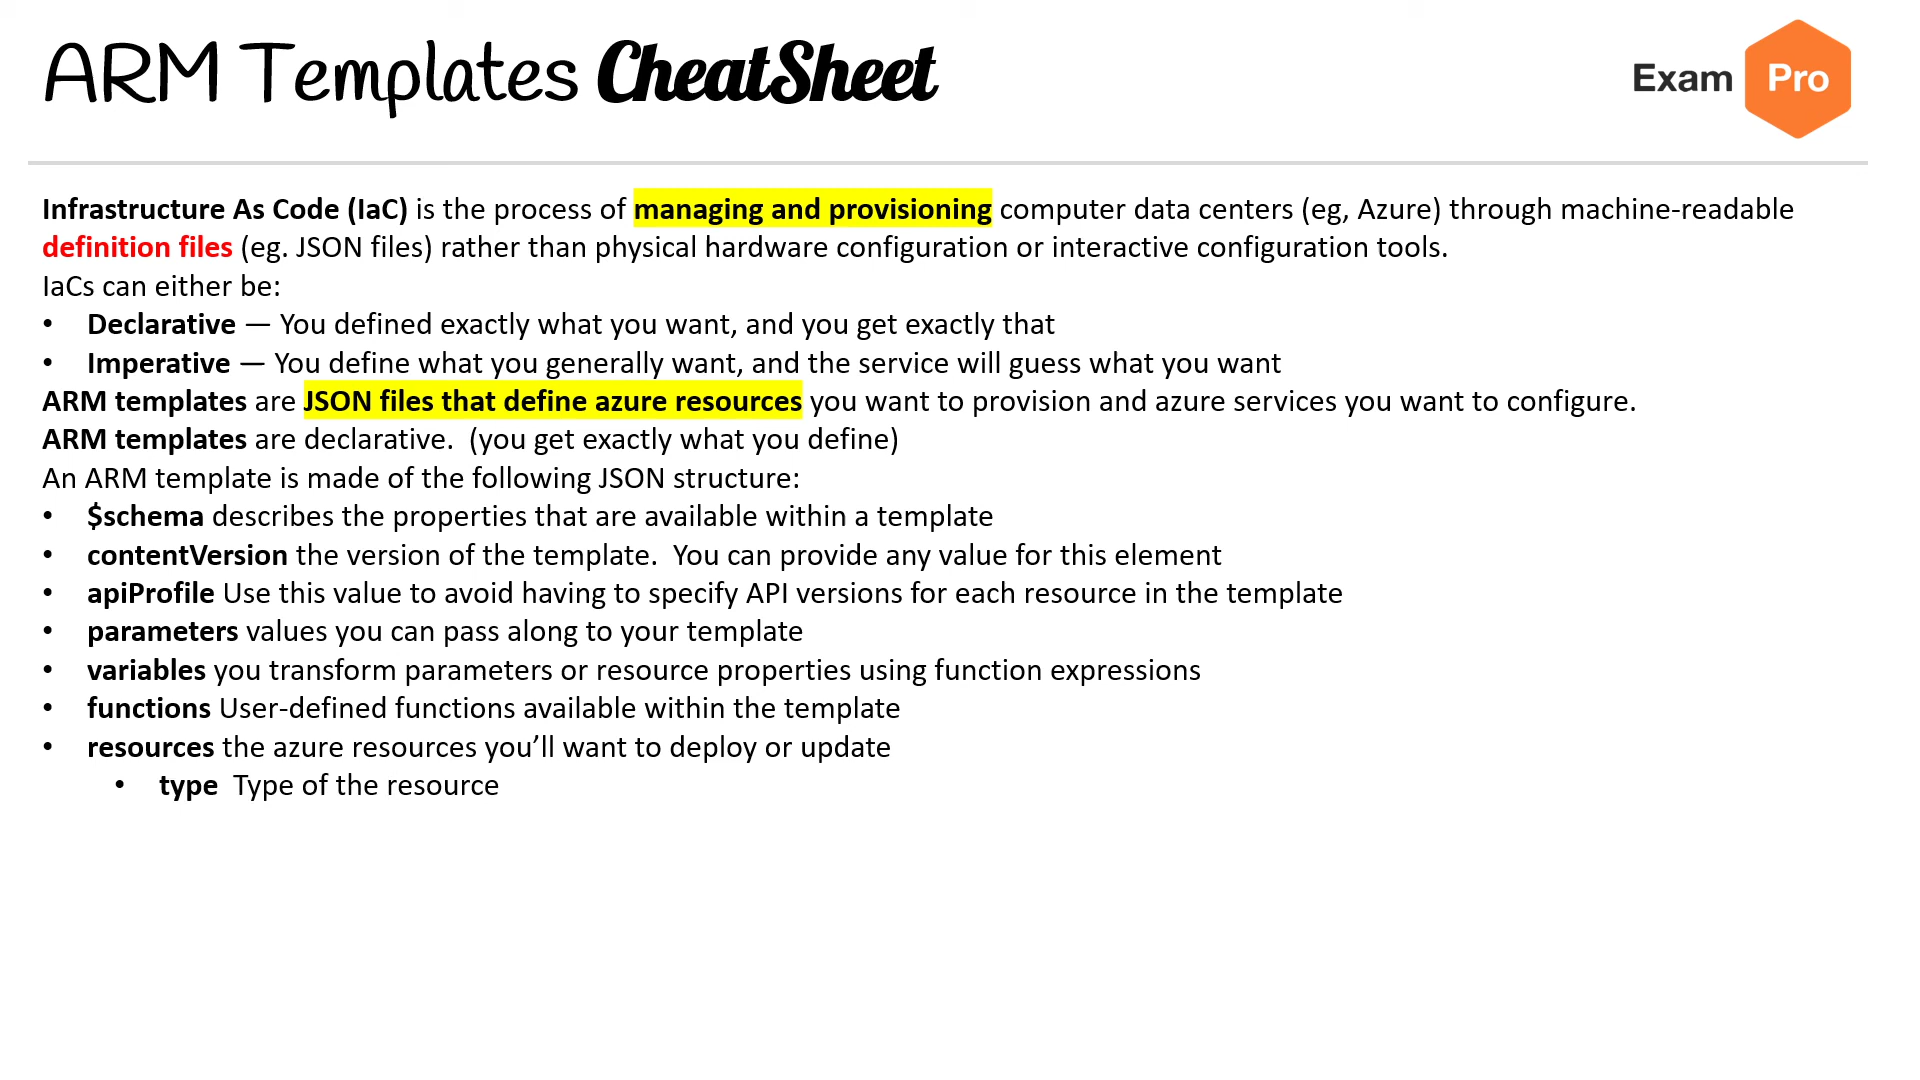 ARM Templates CheatSheet
Exam Pro
Infrastructure As Code (IaC) is the process of managing and provisioning computer data centers (eg, Azure) through machine-readable
definition files (eg. JSON files) rather than physical hardware configuration or interactive configuration tools.
IaCs can either be:
• Declarative — You defined exactly what you want, and you get exactly that
• Imperative — You define what you generally want, and the service will guess what you want
ARM templates are JSON files that define azure resources you want to provision and azure services you want to configure.
ARM templates are declarative.  (you get exactly what you define)
An ARM template is made of the following JSON structure:
• $schema describes the properties that are available within a template
• contentVersion the version of the template.  You can provide any value for this element
• apiProfile Use this value to avoid having to specify API versions for each resource in the template
• parameters values you can pass along to your template
• variables you transform parameters or resource properties using function expressions
• functions User-defined functions available within the template
• resources the azure resources you’ll want to deploy or update
• type  Type of the resource